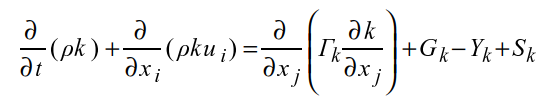 ∂/∂t (ρk) + ∂/∂x_i (ρku_i) = ∂/∂x_j (Γ_k ∂k/∂x_j) + G_k − Y_k + S_k